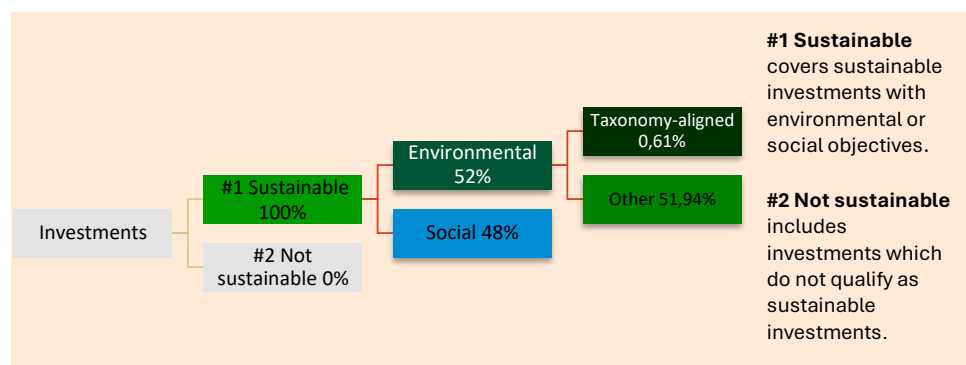 Investments
#1 Sustainable
100%
#2 Not
sustainable 0%
Environmental
52%
Social 48%
Taxonomy-aligned
0,61%
Other 51,94%
#1 Sustainable
covers sustainable
investments with
environmental or
social objectives.
#2 Not sustainable
includes
investments which
do not qualify as
sustainable
investments.